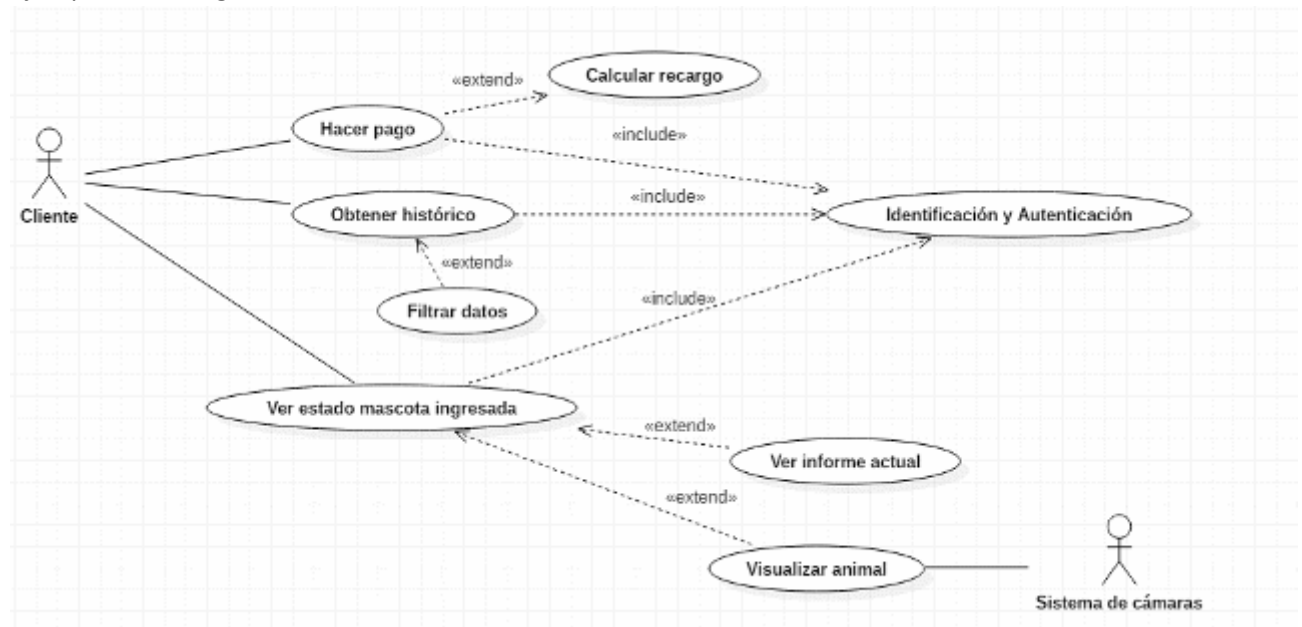 Calcular recargo
«extend»
Hacer pago
«include»
Cliente
Obtener histórico
«include»
Identificación y Autenticación
«extend»
Filtrar datos
«include»
Ver estado mascota ingresada
«extend»
Ver informe actual
«extend»
Visualizar animal
Sistema de cámaras